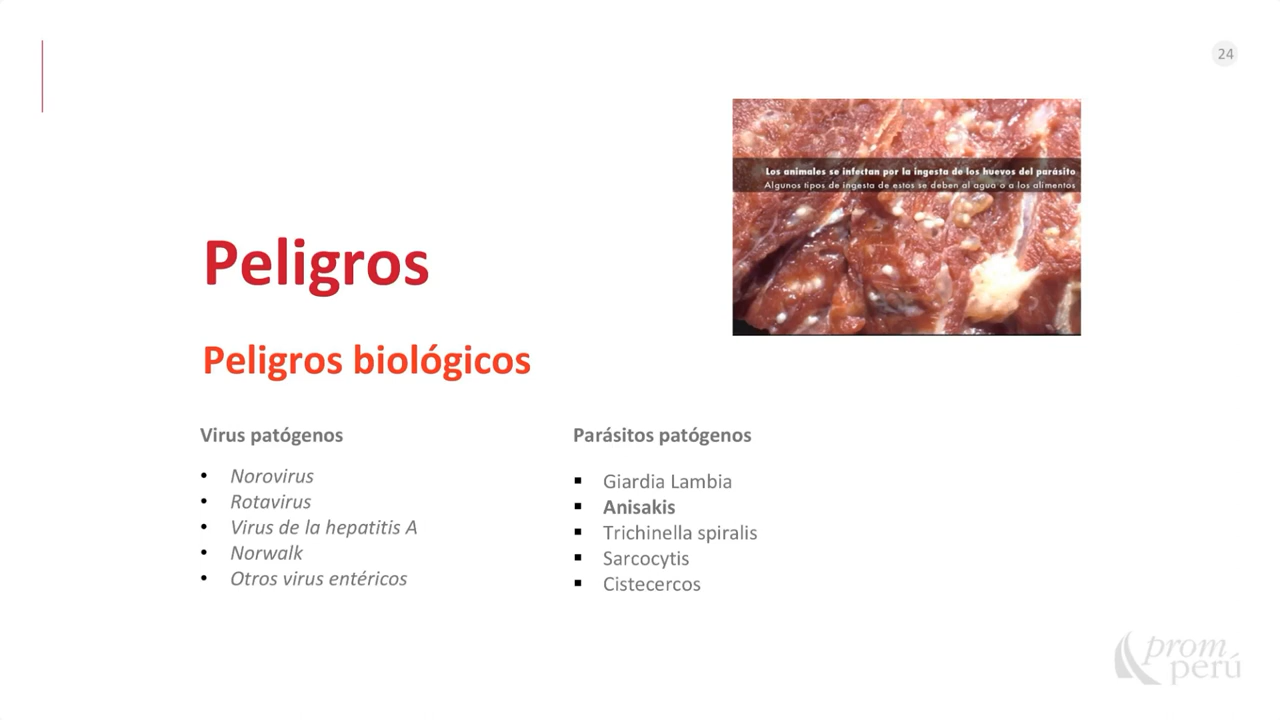 24
Los animales se infectan por la ingesta de los huevos del parásito
Algunos tipos de ingesta de estos se deben al agua o a los alimentos
Peligros
Peligros biológicos
Virus patógenos
• Norovirus
• Rotavirus
• Virus de la hepatitis A
• Norwalk
• Otros virus entéricos
Parásitos patógenos
▪ Giardia Lambia
▪ Anisakis
▪ Trichinella spiralis
▪ Sarcocytis
▪ Cistecercos
prom
perú